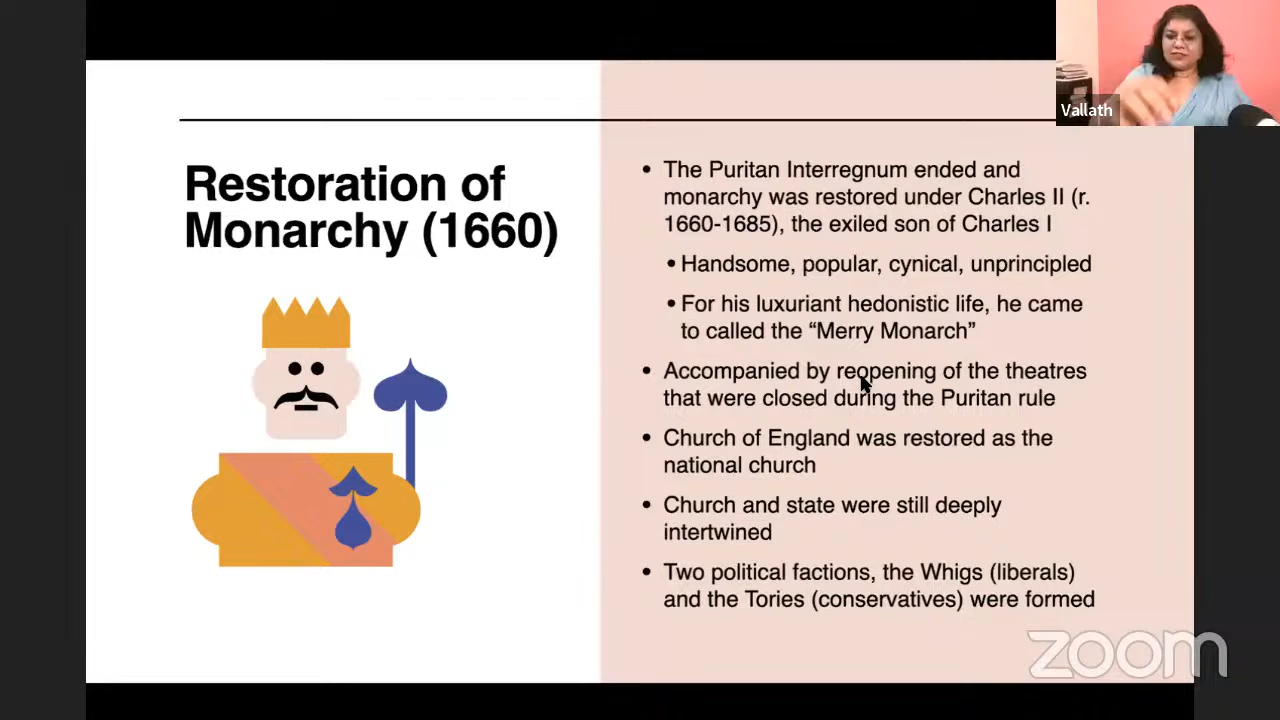 Vallath
Restoration of
Monarchy (1660)
• The Puritan Interregnum ended and
monarchy was restored under Charles II (r.
1660-1685), the exiled son of Charles I
• Handsome, popular, cynical, unprincipled
• For his luxuriant hedonistic life, he came
to called the “Merry Monarch”
• Accompanied by reopening of the theatres
that were closed during the Puritan rule
• Church of England was restored as the
national church
• Church and state were still deeply
intertwined
• Two political factions, the Whigs (liberals)
and the Tories (conservatives) were formed
zoom